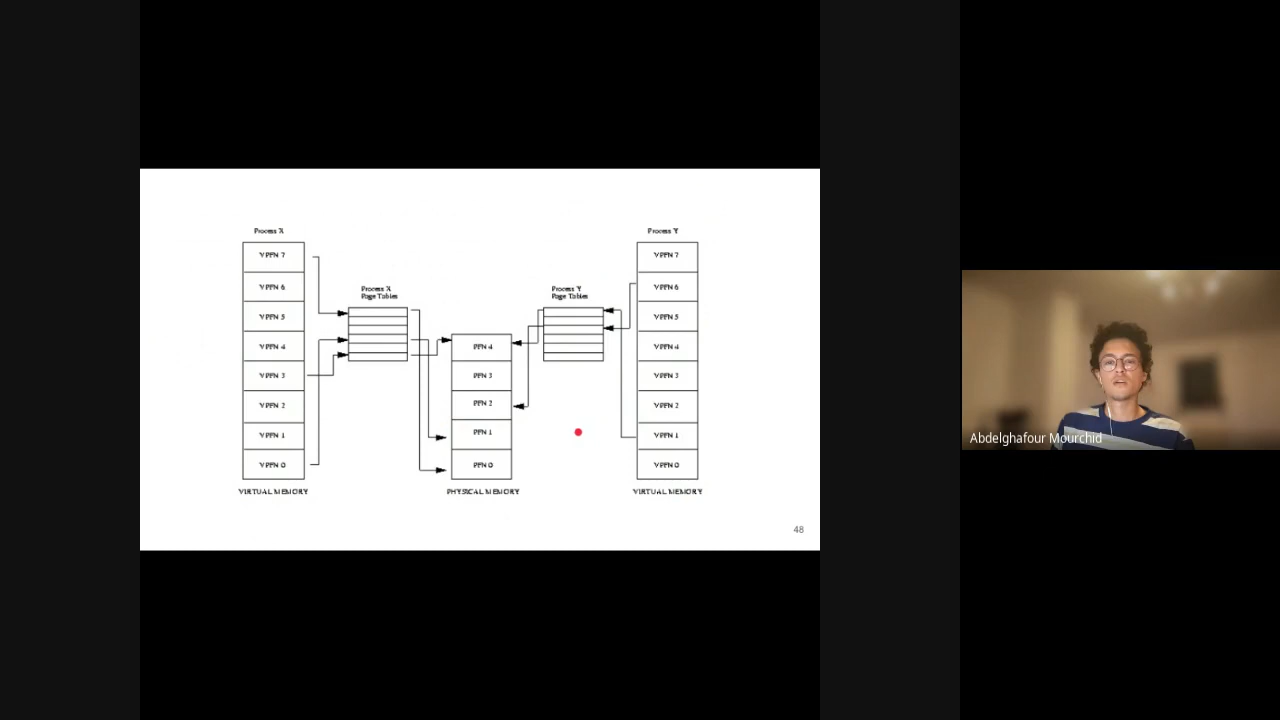 Process X
VPFN 7
VPFN 6
VPFN 5
VPFN 4
VPFN 3
VPFN 2
VPFN 1
VPFN 0
VIRTUAL MEMORY
Process X
Page Tables
PFN 4
PFN 3
PFN 2
PFN 1
PFN 0
PHYSICAL MEMORY
Process Y
Page Tables
Process Y
VPFN 7
VPFN 6
VPFN 5
VPFN 4
VPFN 3
VPFN 2
VPFN 1
VPFN 0
VIRTUAL MEMORY
48
Abdelghafour Mourchid